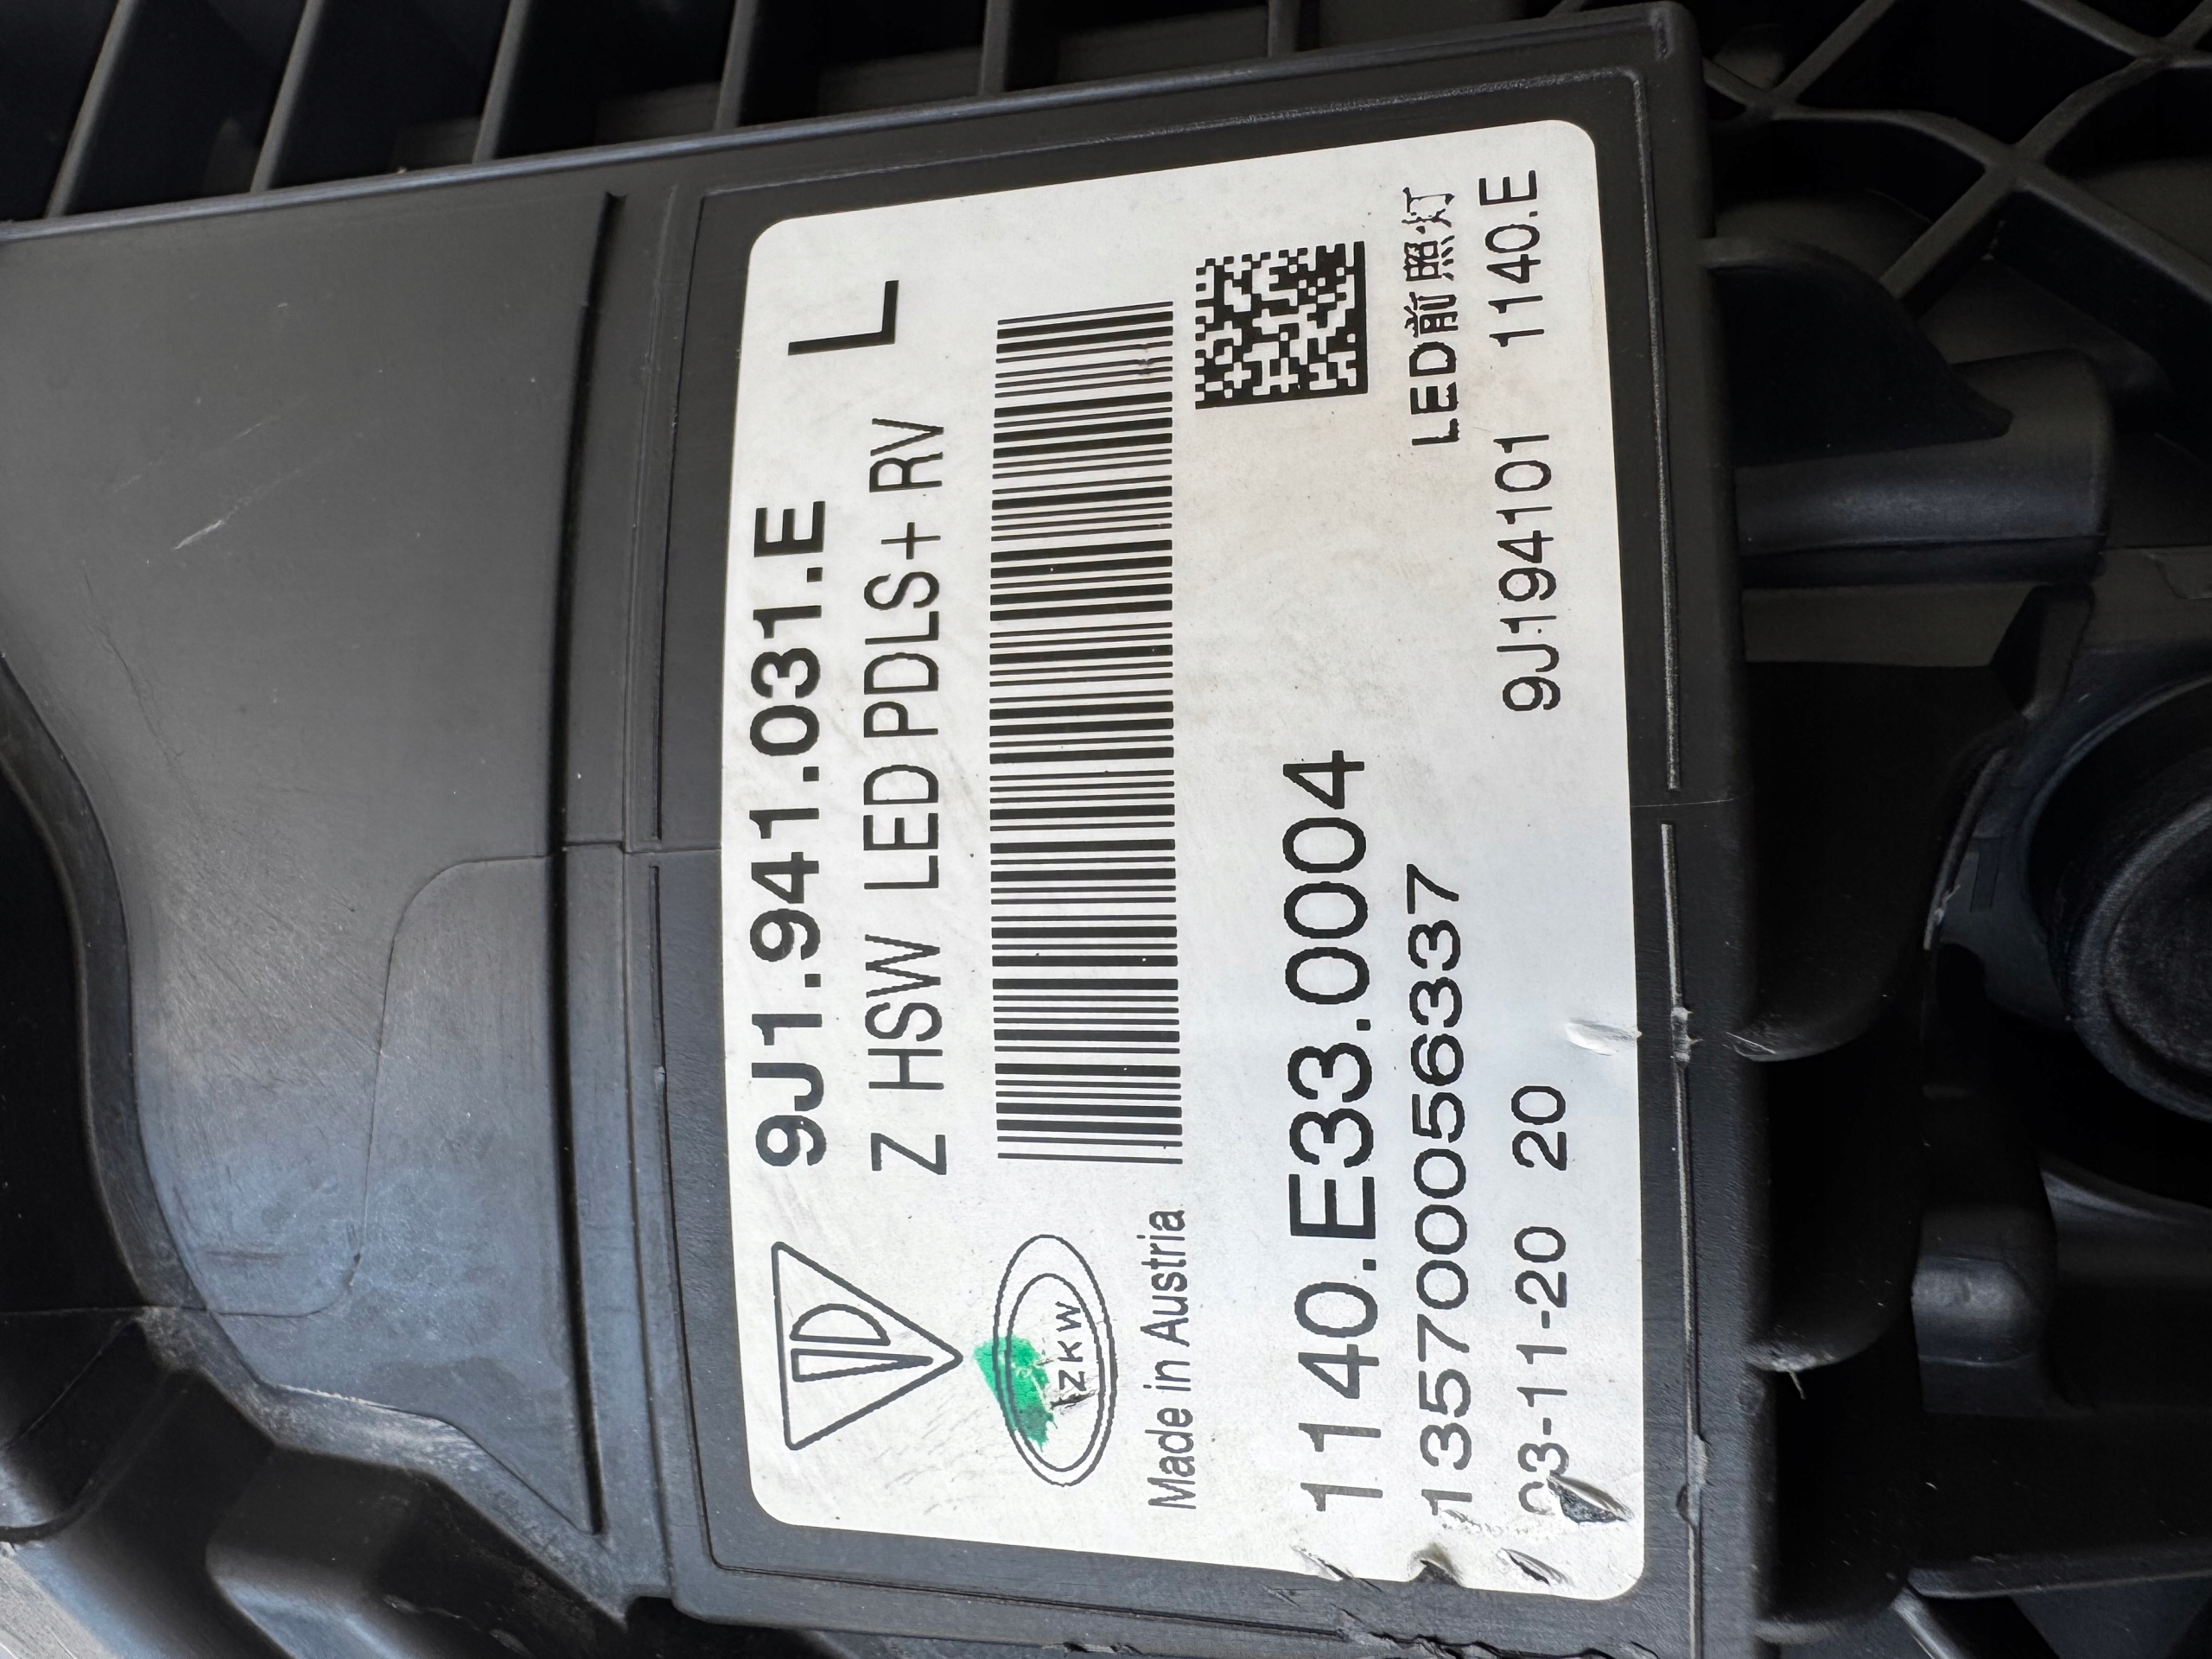 9J1.941.031.E
L
Z HSW LED PDLS+ RV
ZKW
Made in Austria
1140.E33.0004
1357000056337
LED前照灯
03-11-20 20
9J194101 1140.E